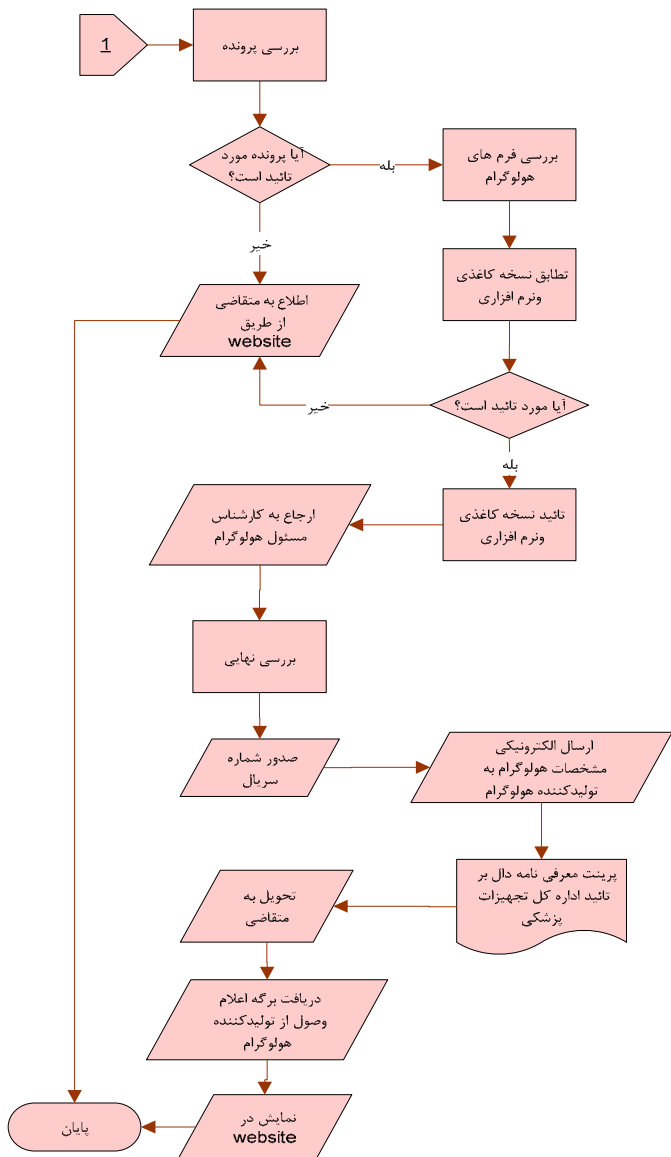 1
بررسی پرونده
آیا پرونده مورد
تائید است؟
بله
بررسی فرم های
هولوگرام
خیر
تطابق نسخه کاغذی
ونرم افزاری
اطلاع به متقاضی
از طریق
website
آیا مورد تائید است؟
خیر
بله
تائید نسخه کاغذی
ونرم افزاری
ارجاع به کارشناس
مسئول هولوگرام
بررسی نهایی
صدور شماره
سریال
ارسال الکترونیکی
مشخصات هولوگرام به
تولیدکننده هولوگرام
پرینت معرفی نامه دال بر
تائید اداره کل تجهیزات
پزشکی
تحویل به
متقاضی
دریافت برگه اعلام
وصول از تولیدکننده
هولوگرام
نمایش در
website
پایان